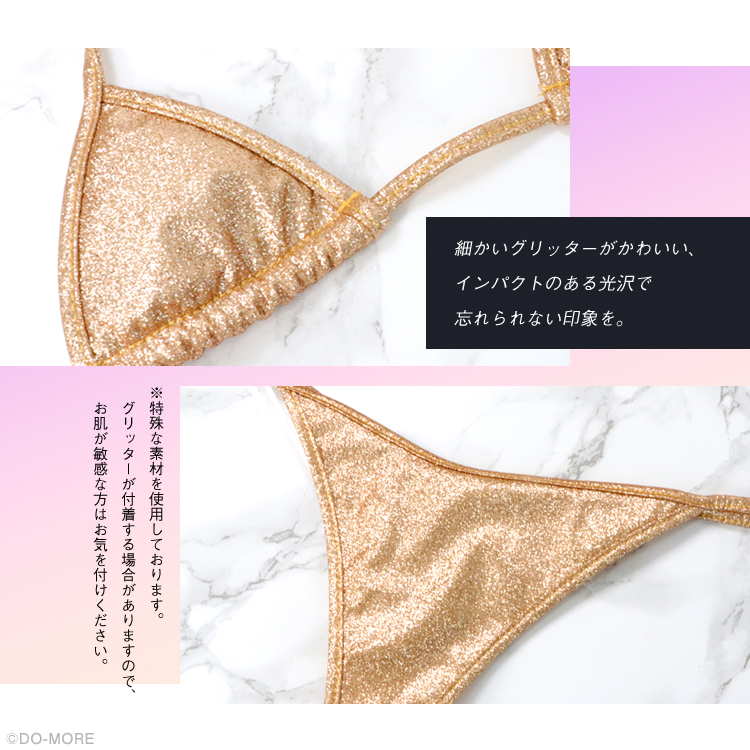 細かいグリッターがかわいい、
インパクトのある光沢で
忘れられない印象を。
※特殊な素材を使用しております。
グリッターが付着する場合がありますので、
お肌が敏感な方はお気を付けください。
©DO-MORE